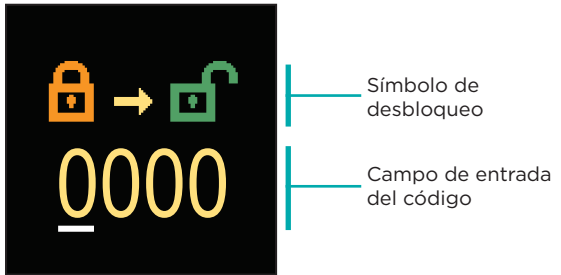 Símbolo de
desbloqueo
0000
Campo de entrada
del código